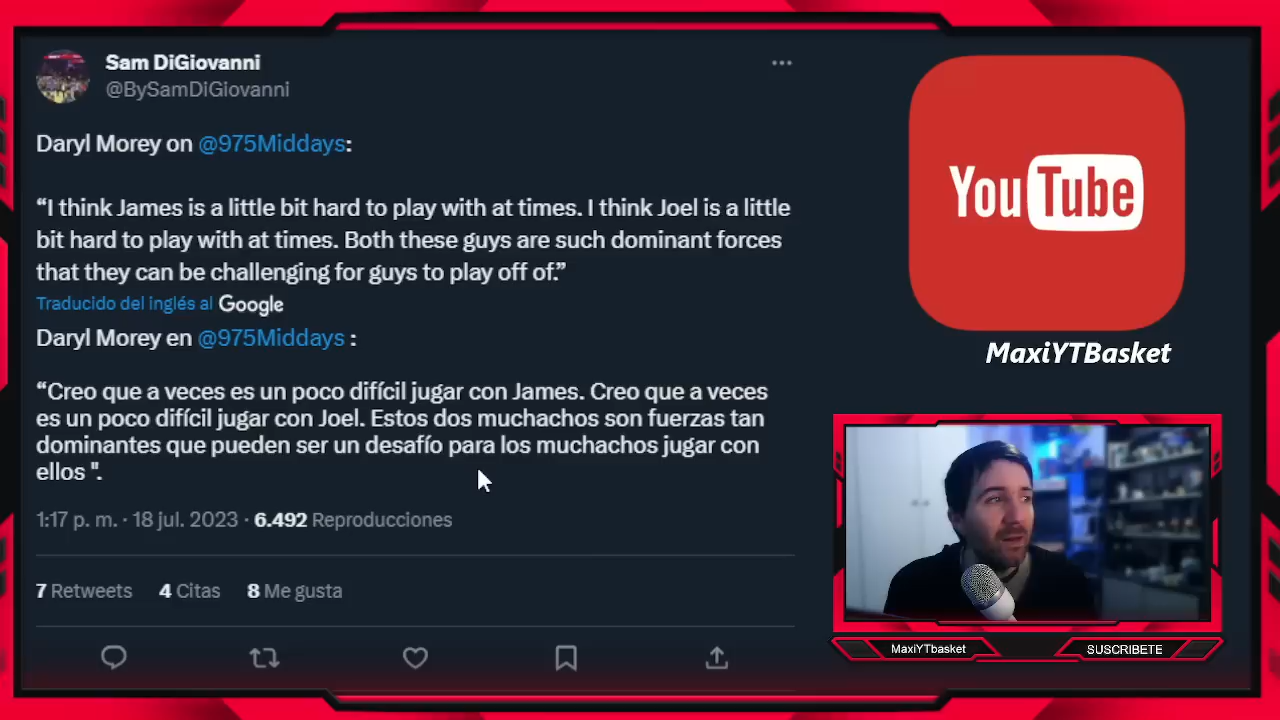 Sam DiGiovanni
@BySamDiGiovanni
Daryl Morey on @975Middays:
“I think James is a little bit hard to play with at times. I think Joel is a little
bit hard to play with at times. Both these guys are such dominant forces
that they can be challenging for guys to play off of.”
Traducido del inglés al Google
Daryl Morey en @975Middays :
“Creo que a veces es un poco difícil jugar con James. Creo que a veces
es un poco difícil jugar con Joel. Estos dos muchachos son fuerzas tan
dominantes que pueden ser un desafío para los muchachos jugar con
ellos ".
1:17 p. m. · 18 jul. 2023 · 6.492 Reproducciones
7 Retweets 4 Citas 8 Me gusta
YouTube
MaxiYTBasket
MaxiYTbasket
SUSCRIBETE